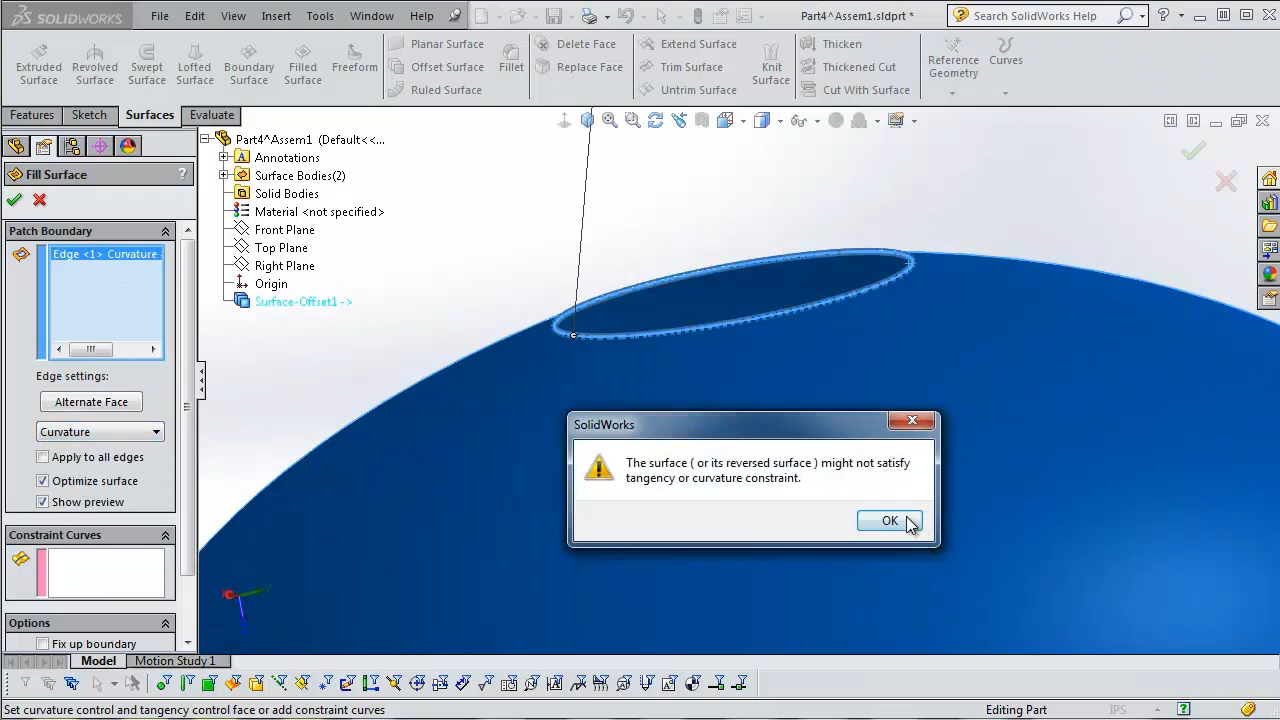 SOLIDWORKS
File Edit View Insert Tools Window Help
Part4^Assem1.sldprt *
Search SolidWorks Help
Extruded Surface
Revolved Surface
Swept Surface
Lofted Surface
Boundary Surface
Filled Surface
Freeform
Planar Surface
Offset Surface
Ruled Surface
Fillet
Delete Face
Replace Face
Extend Surface
Trim Surface
Untrim Surface
Knit Surface
Thicken
Thickened Cut
Cut With Surface
Reference Geometry
Curves
Features Sketch Surfaces Evaluate
Fill Surface
?
Patch Boundary
Edge <1> Curvature
Edge settings:
Alternate Face
Curvature
Apply to all edges
Optimize surface
Show preview
Constraint Curves
Options
Fix up boundary
Part4^Assem1 (Default<<...
Annotations
Surface Bodies(2)
Solid Bodies
Material <not specified>
Front Plane
Top Plane
Right Plane
Origin
Surface-Offset1 ->
SolidWorks
The surface ( or its reversed surface ) might not satisfy
tangency or curvature constraint.
OK
Model Motion Study 1
Set curvature control and tangency control face or add constraint curves
Editing Part
IPS